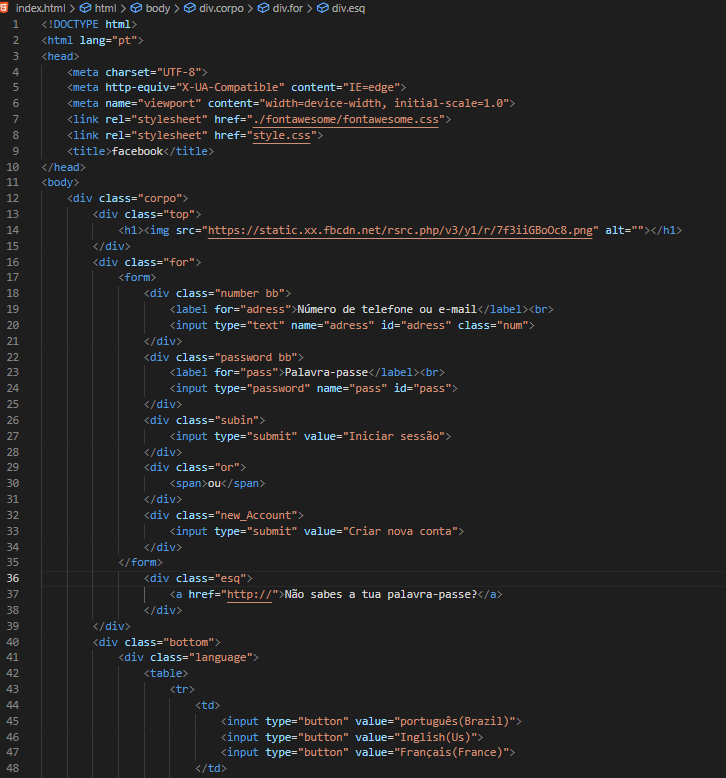 index.html > html > body > div.corpo > div.for > div.esq
1 <!DOCTYPE html>
2 <html lang="pt">
3 <head>
4 <meta charset="UTF-8">
5 <meta http-equiv="X-UA-Compatible" content="IE=edge">
6 <meta name="viewport" content="width=device-width, initial-scale=1.0">
7 <link rel="stylesheet" href="./fontawesome/fontawesome.css">
8 <link rel="stylesheet" href="style.css">
9 <title>facebook</title>
10 </head>
11 <body>
12 <div class="corpo">
13 <div class="top">
14 <h1><img src="https://static.xx.fbcdn.net/rsrc.php/v3/y1/r/7f3iiGBoOc8.png" alt=""></h1>
15 </div>
16 <div class="for">
17 <form>
18 <div class="number bb">
19 <label for="adress">Número de telefone ou e-mail</label><br>
20 <input type="text" name="adress" id="adress" class="num">
21 </div>
22 <div class="password bb">
23 <label for="pass">Palavra-passe</label><br>
24 <input type="password" name="pass" id="pass">
25 </div>
26 <div class="subin">
27 <input type="submit" value="Iniciar sessão">
28 </div>
29 <div class="or">
30 <span>ou</span>
31 </div>
32 <div class="new_Account">
33 <input type="submit" value="Criar nova conta">
34 </div>
35 </form>
36 <div class="esq">
37 <a href="http://">Não sabes a tua palavra-passe?</a>
38 </div>
39 </div>
40 <div class="bottom">
41 <div class="language">
42 <table>
43 <tr>
44 <td>
45 <input type="button" value="português(Brazil)">
46 <input type="button" value="Inglish(Us)">
47 <input type="button" value="Français(France)">
48 </td>